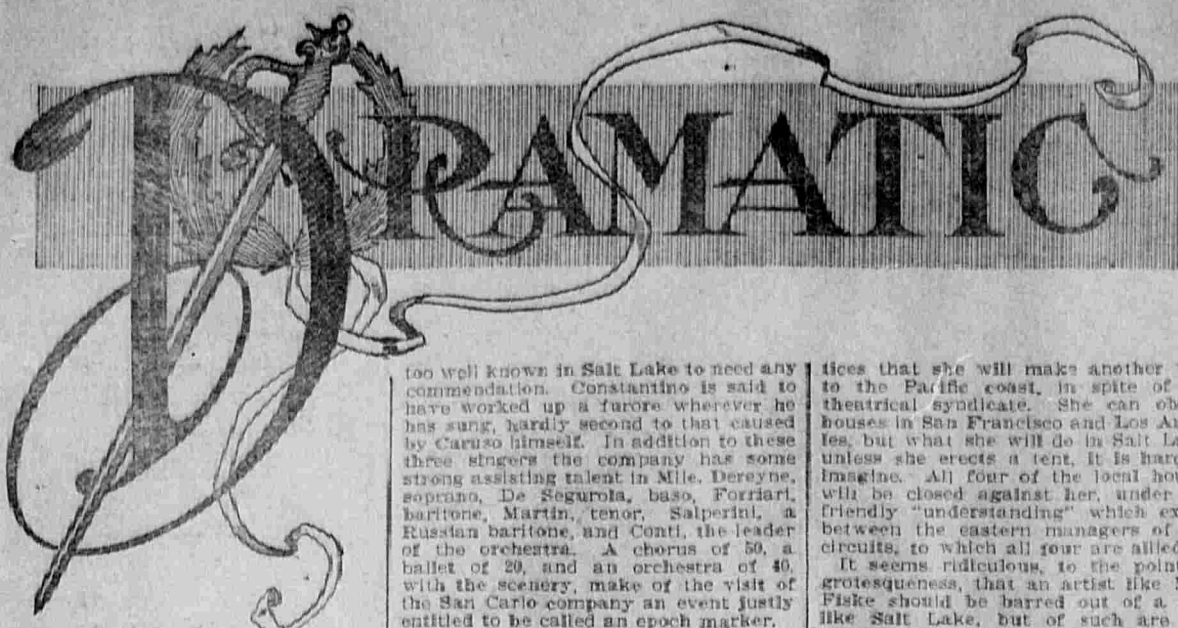 DRAMATIC
too well known in Salt Lake to need any
commendation. Constantino is said to
have worked up a furore wherever he
has sung, hardly second to that caused
by Caruso himself. In addition to these
three singers the company has some
strong assisting talent in Mlle. Dereyne,
soprano, De Segurola, baso, Forriari,
baritone, Martin, tenor, Salperini, a
Russian baritone, and Conti, the leader
of the orchestra. A chorus of 50, a
ballet of 20, and an orchestra of 40,
with the scenery, make of the visit of
the San Carlo company an event justly
entitled to be called an epoch marker.
tices that she will make another
to the Pacific coast, in spite of
theatrical syndicate. She can ob
houses in San Francisco and Los An
les, but what she will do in Salt La
unless she erects a tent, it is hard
imagine. All four of the local hou
will be closed against her, under
friendly "understanding" which ex
between the eastern managers of
circuits, to which all four are allied
It seems ridiculous, to the point
grotesqueness, that an artist like M
Fiske should be barred out of a
like Salt Lake, but of such are